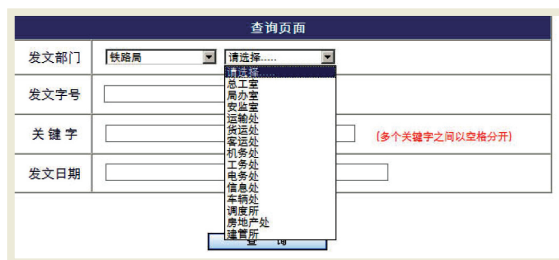 查询页面
发文部门 铁路局 请选择.....
请选择.....
总工室
局办室
安监室
运输处
货运处
客运处
机务处
工务处
电务处
信息处
车辆处
调度所
房地产处
建管所
发文字号
关键字 (多个关键字之间以空格分开)
发文日期
查询